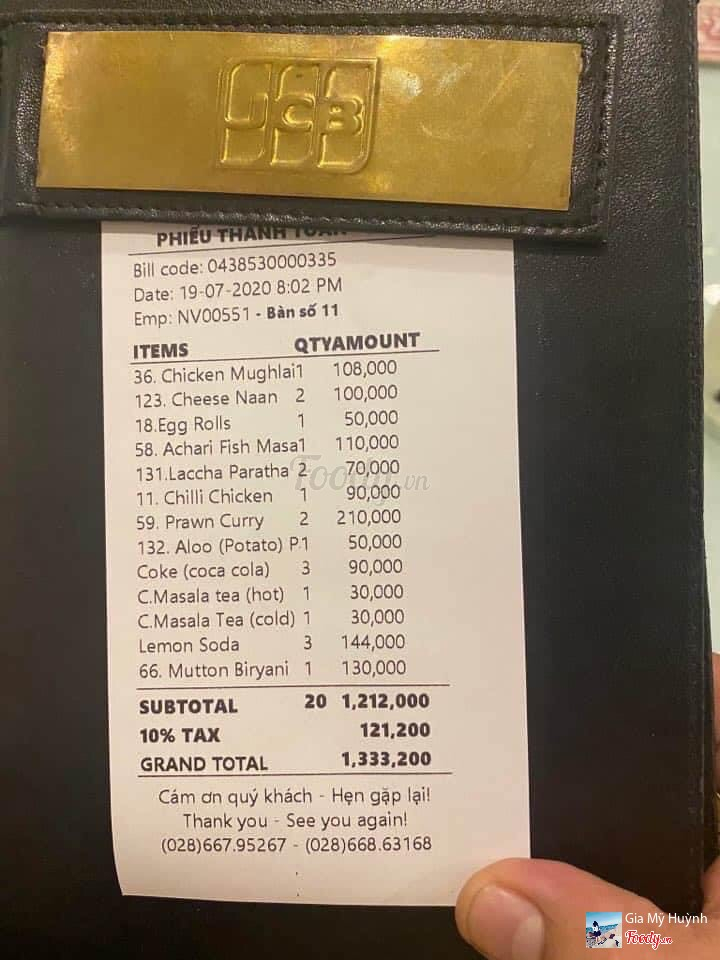 JCB
PHIẾU THANH TOÁN
Bill code: 0438530000335
Date: 19-07-2020 8:02 PM
Emp: NV00551 - Bàn số 11
ITEMS QTYAMOUNT
36. Chicken Mughlai1 108,000
123. Cheese Naan 2 100,000
18.Egg Rolls 1 50,000
58. Achari Fish Masa1 110,000
131.Laccha Paratha 2 70,000
Foody.vn
11. Chilli Chicken 1 90,000
59. Prawn Curry 2 210,000
132. Aloo (Potato) P.1 50,000
Coke (coca cola) 3 90,000
C.Masala tea (hot) 1 30,000
C.Masala Tea (cold) 1 30,000
Lemon Soda 3 144,000
66. Mutton Biryani 1 130,000
SUBTOTAL 20 1,212,000
10% TAX 121,200
GRAND TOTAL 1,333,200
Cám ơn quý khách - Hẹn gặp lại!
Thank you - See you again!
(028)667.95267 - (028)668.63168
Gia Mỹ Huỳnh
Foody.vn